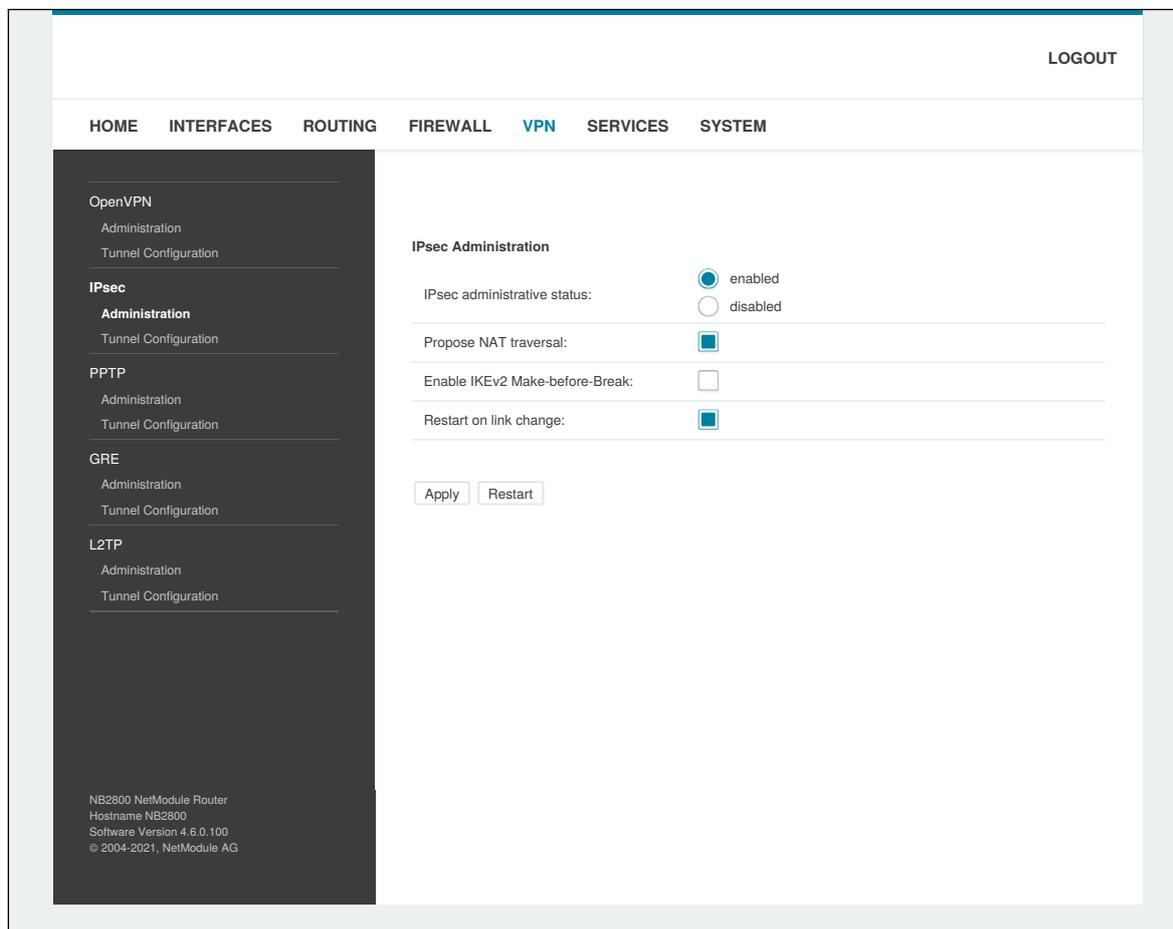 LOGOUT
HOME INTERFACES ROUTING FIREWALL VPN SERVICES SYSTEM
OpenVPN
Administration
Tunnel Configuration
IPsec
Administration
Tunnel Configuration
PPTP
Administration
Tunnel Configuration
GRE
Administration
Tunnel Configuration
L2TP
Administration
Tunnel Configuration
NB2800 NetModule Router
Hostname NB2800
Software Version 4.6.0.100
© 2004-2021, NetModule AG
IPsec Administration
IPsec administrative status:
enabled
disabled
Propose NAT traversal:
Enable IKEv2 Make-before-Break:
Restart on link change:
Apply Restart